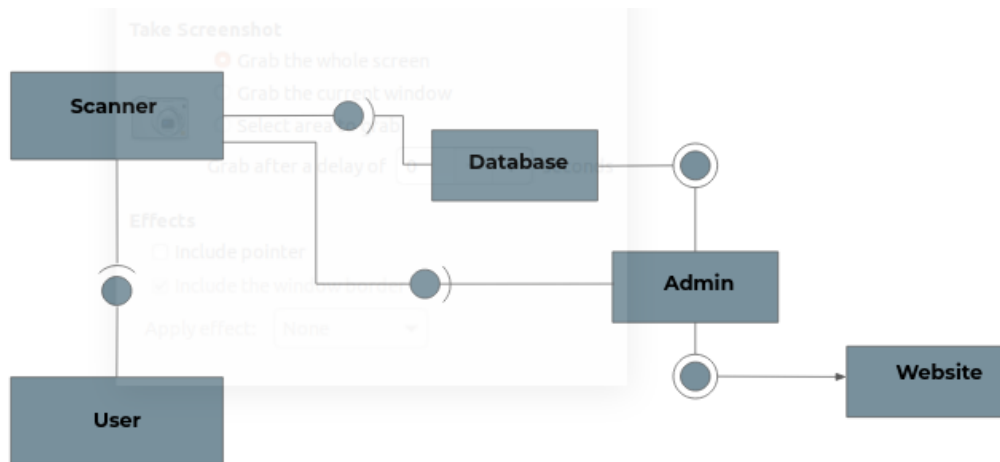 Take Screenshot
Grab the whole screen
Scanner
Grab the current window
Select area to grab
Database
Grab after a delay of 0 seconds
Effects
Include pointer
Admin
Include the window border
Apply effect: None
Website
User